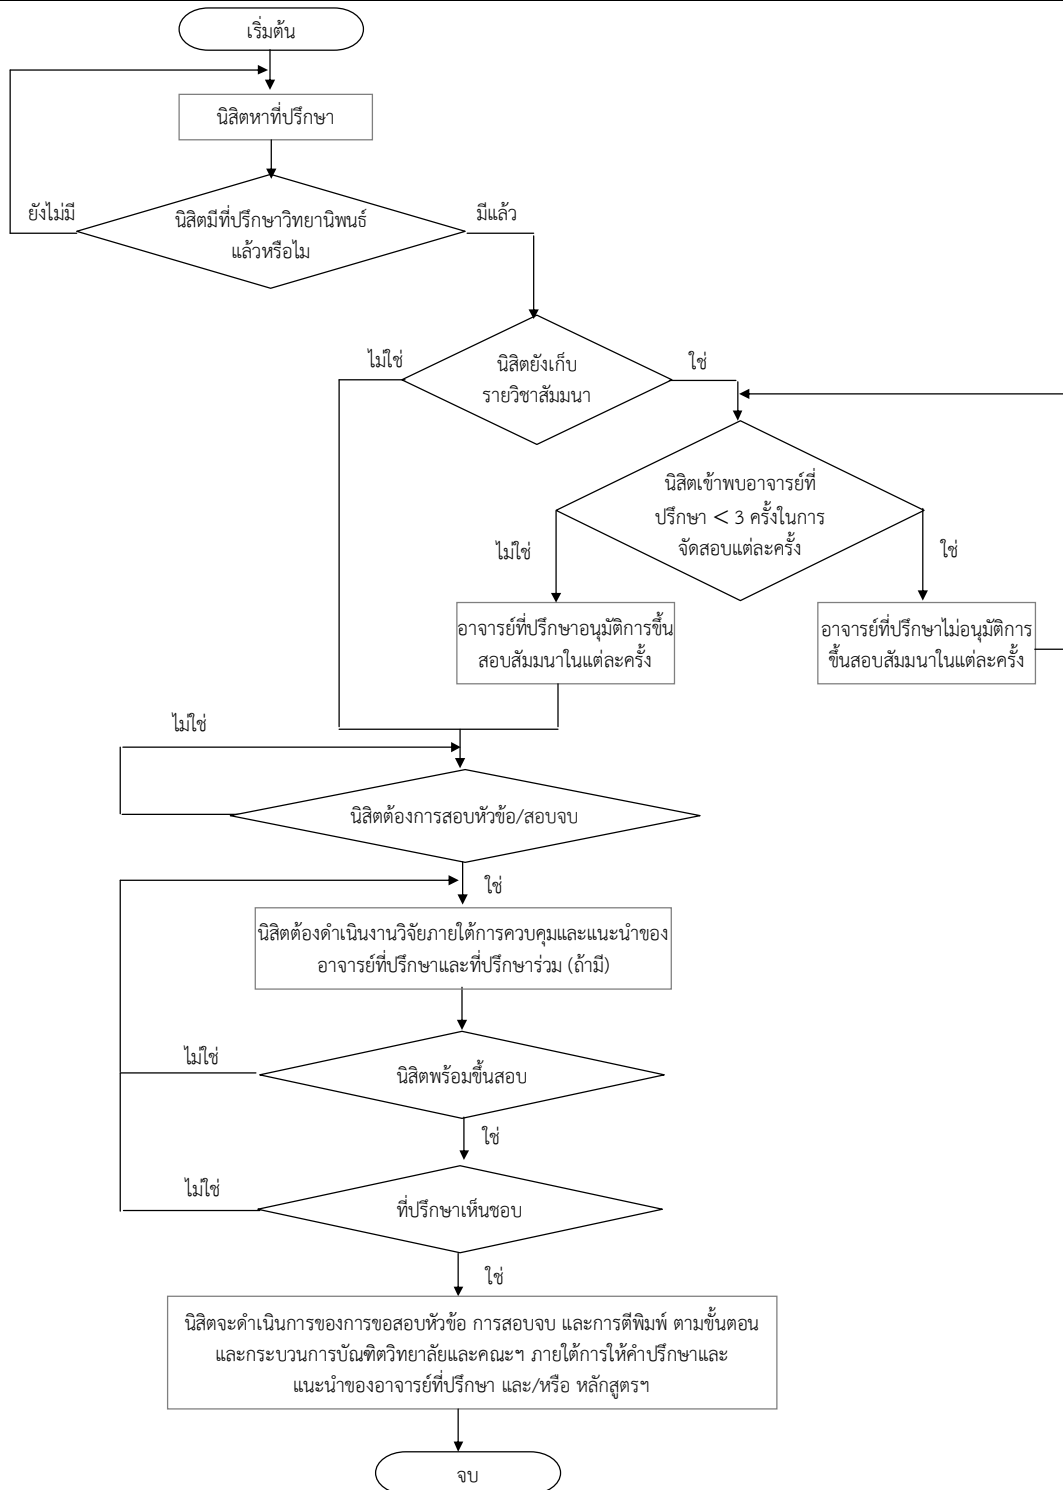 เริ่มต้น
นิสิตหาที่ปรึกษา
ยังไม่มี
นิสิตมีที่ปรึกษาวิทยานิพนธ์
แล้วหรือไม
มีแล้ว
ไม่ใช่
นิสิตยังเก็บ
รายวิชาสัมมนา
ใช่
นิสิตเข้าพบอาจารย์ที่
ปรึกษา < 3 ครั้งในการ
จัดสอบแต่ละครั้ง
ไม่ใช่
ใช่
อาจารย์ที่ปรึกษาอนุมัติการขึ้น
สอบสัมมนาในแต่ละครั้ง
อาจารย์ที่ปรึกษาไม่อนุมัติการ
ขึ้นสอบสัมมนาในแต่ละครั้ง
ไม่ใช่
นิสิตต้องการสอบหัวข้อ/สอบจบ
ใช่
นิสิตต้องดำเนินงานวิจัยภายใต้การควบคุมและแนะนำของ
อาจารย์ที่ปรึกษาและที่ปรึกษาร่วม (ถ้ามี)
ไม่ใช่
นิสิตพร้อมขึ้นสอบ
ใช่
ไม่ใช่
ที่ปรึกษาเห็นชอบ
ใช่
นิสิตจะดำเนินการของการขอสอบหัวข้อ การสอบจบ และการตีพิมพ์ ตามขั้นตอน
และกระบวนการบัณฑิตวิทยาลัยและคณะฯ ภายใต้การให้คำปรึกษาและ
แนะนำของอาจารย์ที่ปรึกษา และ/หรือ หลักสูตรฯ
จบ